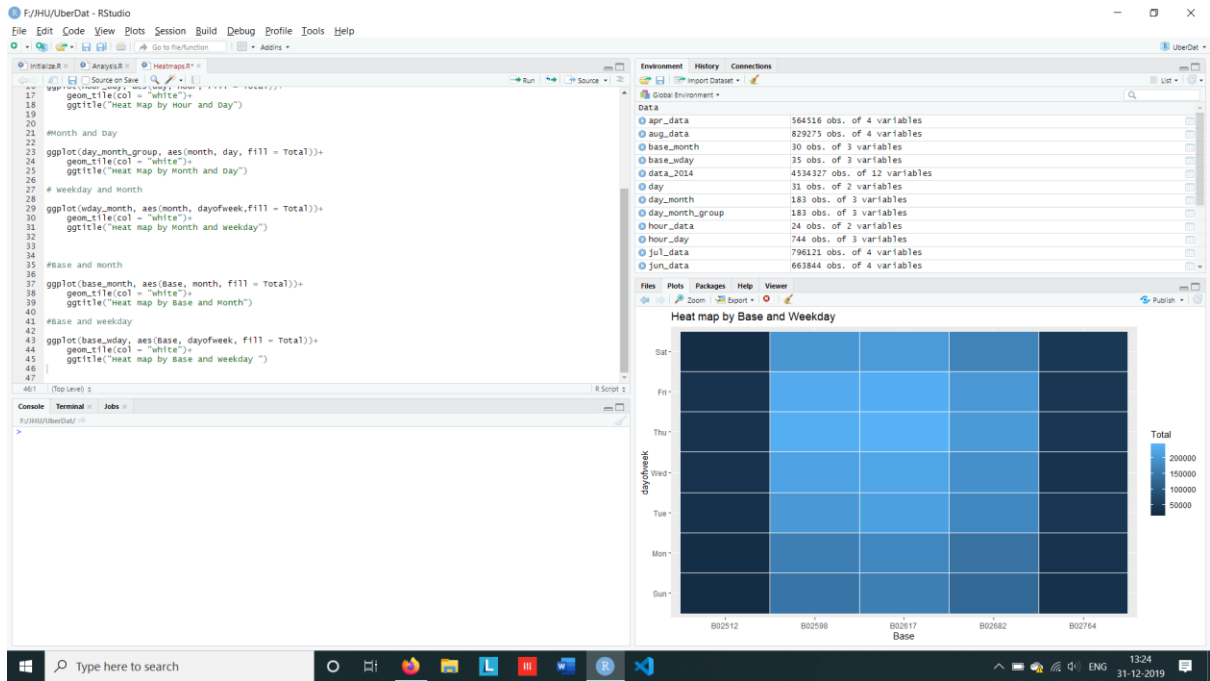 F:/JHU/UberDat - RStudio
File Edit Code View Plots Session Build Debug Profile Tools Help
Go to file/function Addins UberDat
Initialize.R Analysis.R Heatmaps.R*
Source on Save Run Source
17 geom_tile(col = "white")+
18 ggtitle("Heat Map by Hour and Day")
19
20
21 #Month and Day
22
23 ggplot(day_month_group, aes(month, day, fill = Total))+
24 geom_tile(col = "white")+
25 ggtitle("Heat Map by Month and Day")
26
27 # Weekday and Month
28
29 ggplot(wday_month, aes(month, dayofweek,fill = Total))+
30 geom_tile(col = "white")+
31 ggtitle("Heat map by Month and Weekday")
32
33
34
35 #Base and month
36
37 ggplot(base_month, aes(Base, month, fill = Total))+
38 geom_tile(col = "white")+
39 ggtitle("Heat map by Base and Month")
40
41 #Base and weekday
42
43 ggplot(base_wday, aes(Base, dayofweek, fill = Total))+
44 geom_tile(col = "white")+
45 ggtitle("Heat map by Base and Weekday ")
46
47
46:1 (Top Level) R Script
Console Terminal Jobs
F:/JHU/UberDat/
>
Environment History Connections
Import Dataset List
Global Environment
Data
apr_data 564516 obs. of 4 variables
aug_data 829275 obs. of 4 variables
base_month 30 obs. of 3 variables
base_wday 35 obs. of 3 variables
data_2014 4534327 obs. of 12 variables
day 31 obs. of 2 variables
day_month 183 obs. of 3 variables
day_month_group 183 obs. of 3 variables
hour_data 24 obs. of 2 variables
hour_day 744 obs. of 3 variables
jul_data 796121 obs. of 4 variables
jun_data 663844 obs. of 4 variables
Files Plots Packages Help Viewer
Zoom Export Publish
Heat map by Base and Weekday
Sat
Fri
Thu
Wed
Tue
Mon
Sun
dayofweek
B02512 B02598 B02617 B02682 B02764
Base
Total
200000
150000
100000
50000
Type here to search
L
W
R
ENG
13:24
31-12-2019